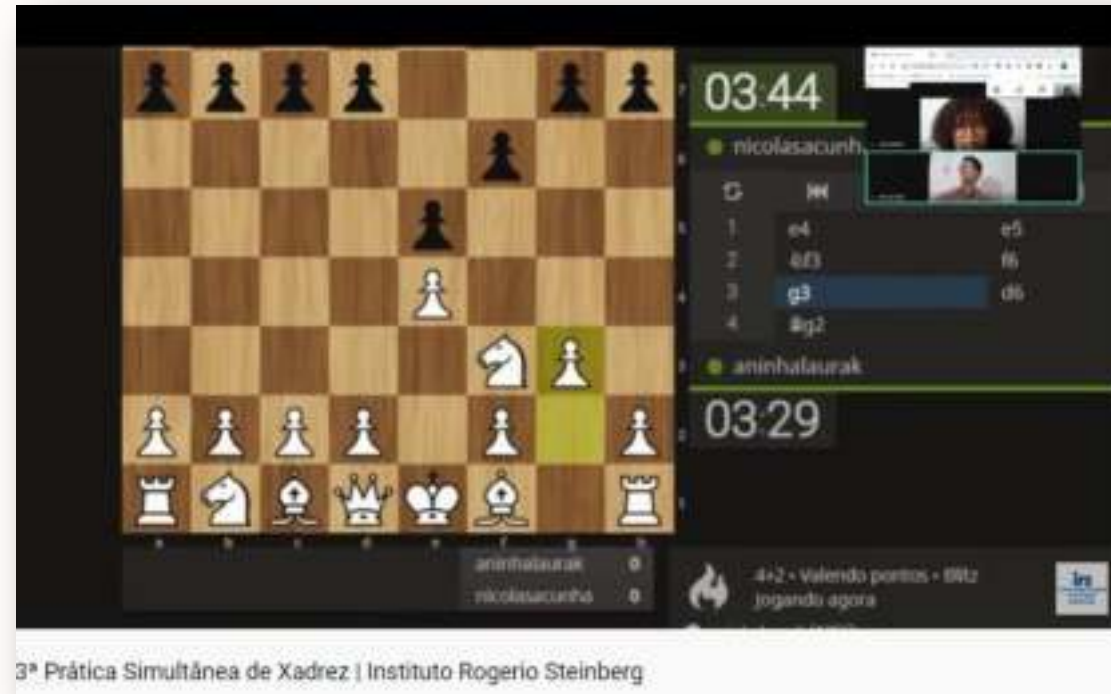 03:44
nicolasacunh
1 e4 e5
2 f3 f6
3 g3 d6
4 g2
aninhalaurak
03:29
a b c d e f g h
aninhalaurak 0
nicolasacunha 0
4+2 • Valendo pontos • Blitz
Jogando agora
irs
3ª Prática Simultânea de Xadrez | Instituto Rogerio Steinberg